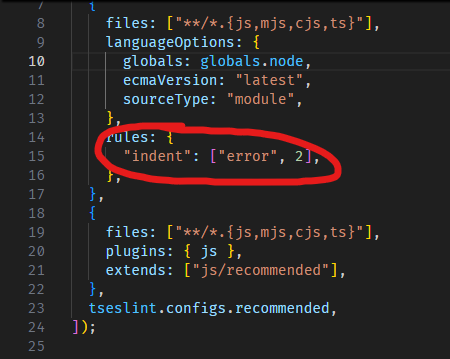 7
{
8
files: ["**/*.{js,mjs,cjs,ts}"],
9
languageOptions: {
10
globals: globals.node,
11
ecmaVersion: "latest",
12
sourceType: "module",
13
},
14
rules: {
15
"indent": ["error", 2],
16
},
17
},
18
{
19
files: ["**/*.{js,mjs,cjs,ts}"],
20
plugins: { js },
21
extends: ["js/recommended"],
22
},
23
tseslint.configs.recommended,
24
]);
25